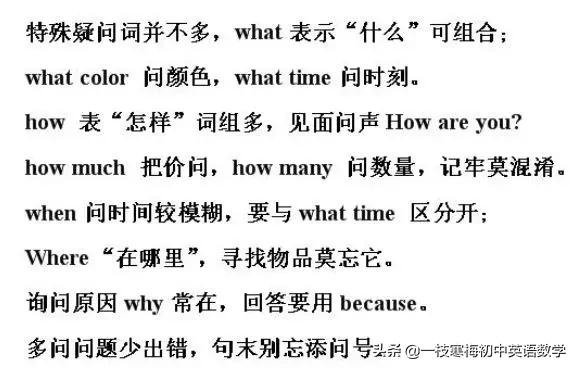 特殊疑问词并不多，what 表示“什么”可组合；
what color 问颜色，what time 问时刻。
how 表“怎样”词组多，见面问声How are you?
how much 把价问，how many 问数量，记牢莫混淆。
when 问时间较模糊，要与 what time 区分开；
Where“在哪里”，寻找物品莫忘它。
询问原因 why 常在，回答要用 because。
多问问题少出错，句末别忘添问号
头条 @一枝寒梅初中英语数学